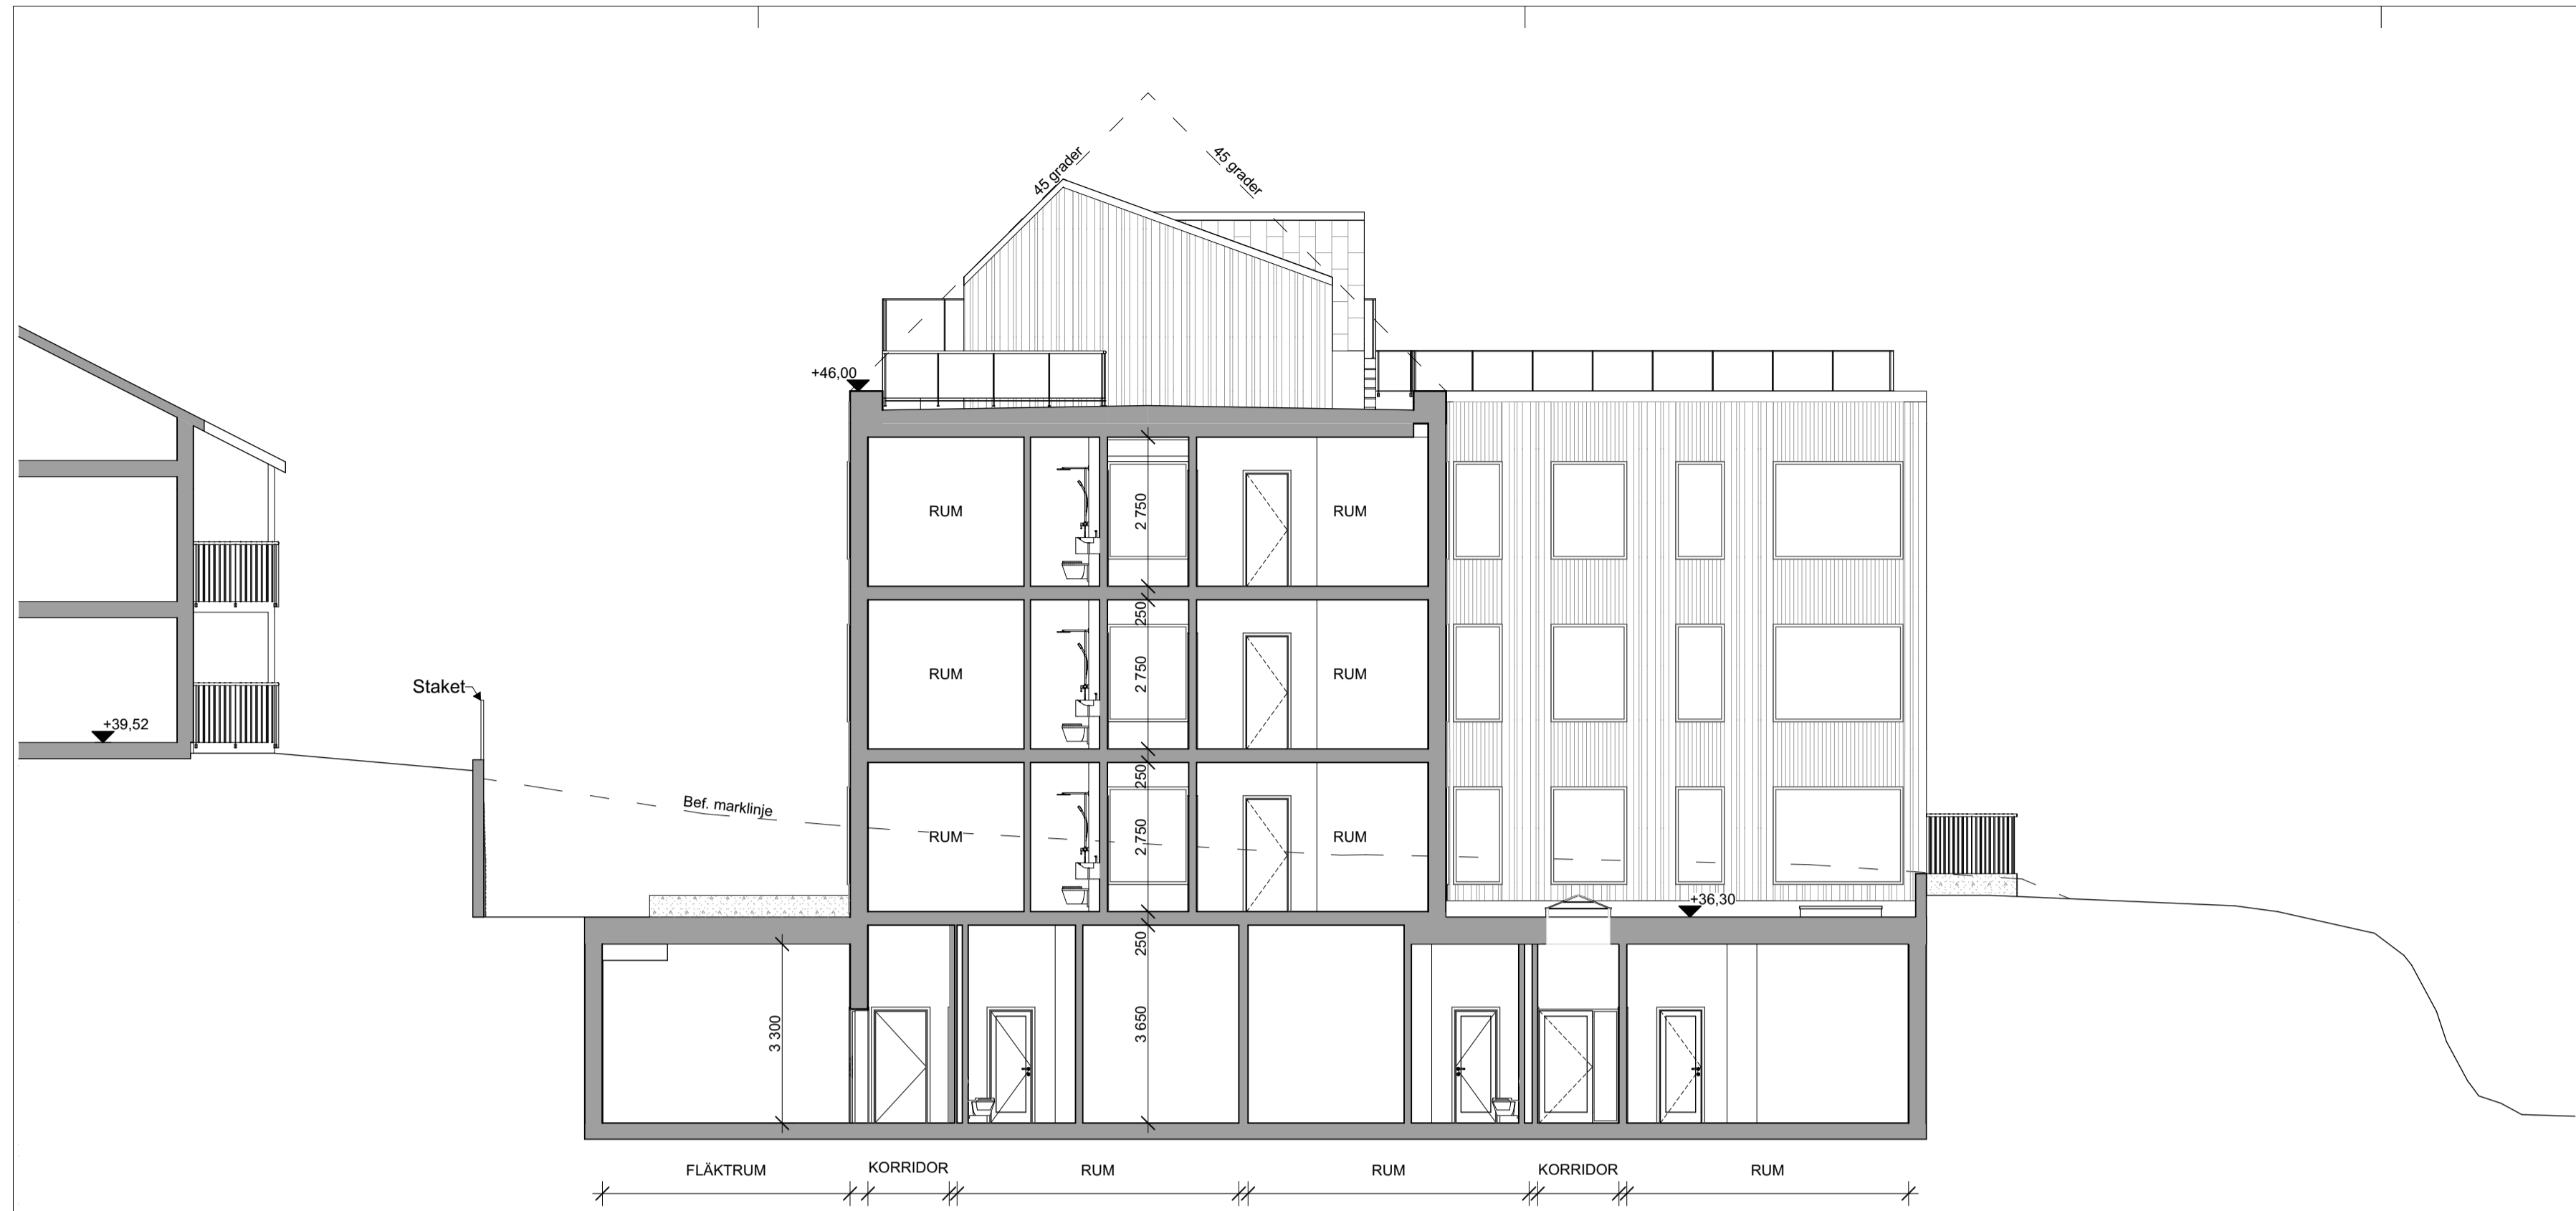 45 grader
45 grader
+46,00
RUM
2 750
RUM
250
RUM
2 750
RUM
Staket
+39,52
250
Bef. marklinje
RUM
2 750
RUM
+36,30
250
3 300
3 650
FLÄKTRUM
KORRIDOR
RUM
RUM
KORRIDOR
RUM